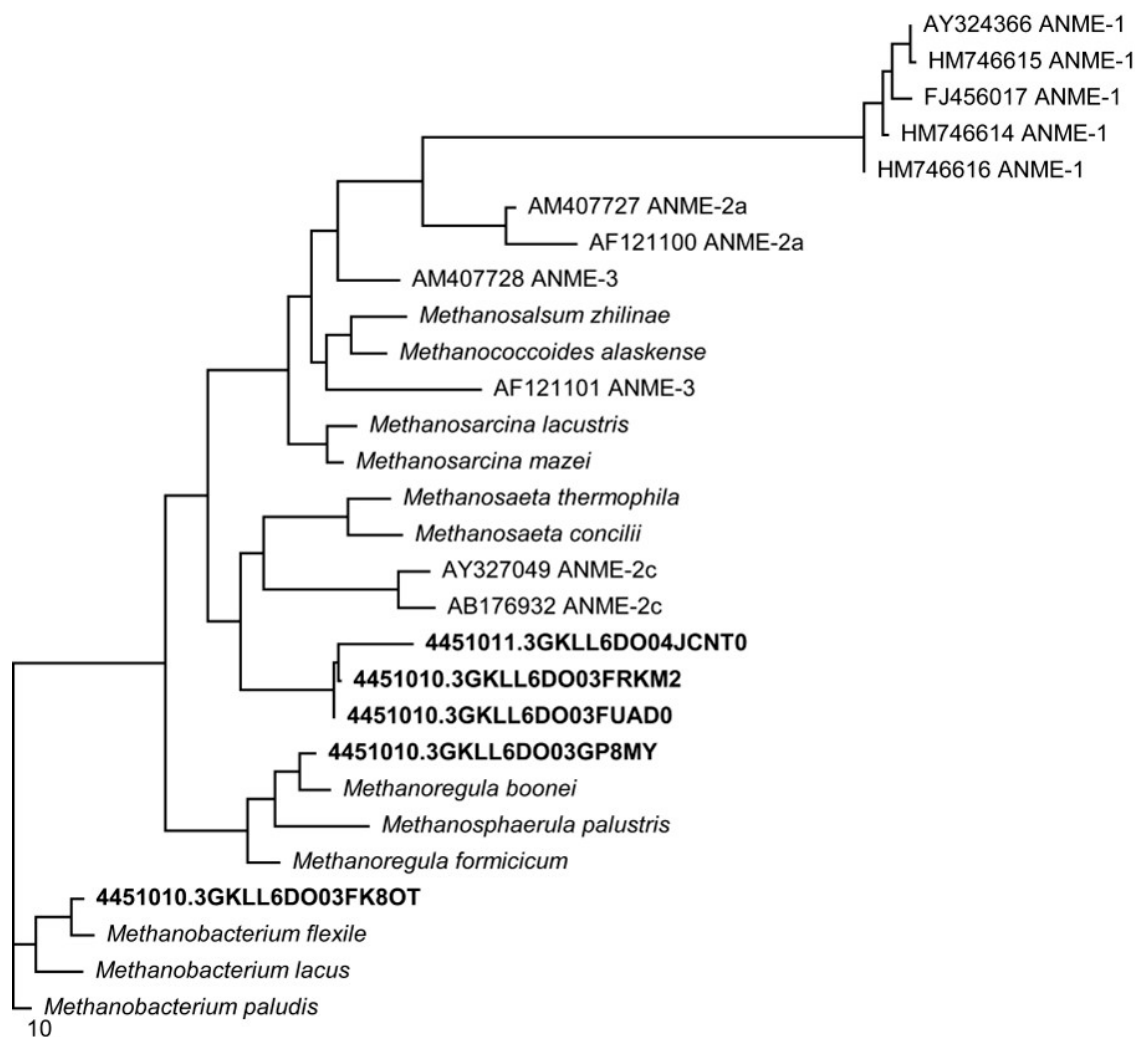 AY324366 ANME-1
HM746615 ANME-1
FJ456017 ANME-1
HM746614 ANME-1
HM746616 ANME-1
AM407727 ANME-2a
AF121100 ANME-2a
AM407728 ANME-3
Methanosalsum zhilinae
Methanococcoides alaskense
AF121101 ANME-3
Methanosarcina lacustris
Methanosarcina mazei
Methanosaeta thermophila
Methanosaeta concilii
AY327049 ANME-2c
AB176932 ANME-2c
4451011.3GKLL6DO04JCNT0
4451010.3GKLL6DO03FRKM2
4451010.3GKLL6DO03FUAD0
4451010.3GKLL6DO03GP8MY
Methanoregula boonei
Methanosphaerula palustris
Methanoregula formicicum
4451010.3GKLL6DO03FK8OT
Methanobacterium flexile
Methanobacterium lacus
Methanobacterium paludis
10